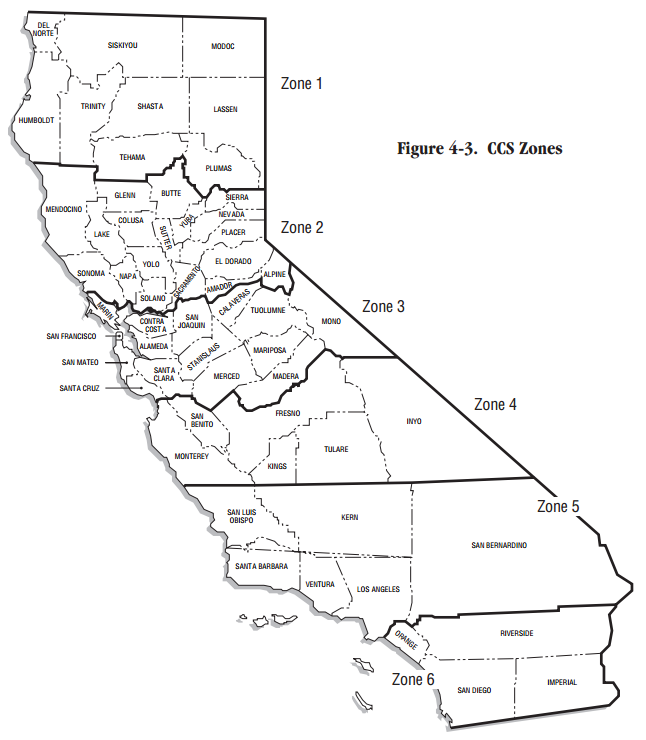 DEL
NORTE
SISKIYOU
MODOC
Zone 1
TRINITY
SHASTA
LASSEN
HUMBOLDT
Figure 4-3. CCS Zones
TEHAMA
PLUMAS
GLENN
BUTTE
SIERRA
MENDOCINO
COLUSA
YUBA
NEVADA
Zone 2
LAKE
SUTTER
PLACER
YOLO
EL DORADO
SONOMA
NAPA
SACRAMENTO
ALPINE
AMADOR
SOLANO
MARIN
CALAVERAS
Zone 3
CONTRA
COSTA
SAN
JOAQUIN
TUOLUMNE
MONO
SAN FRANCISCO
ALAMEDA
STANISLAUS
MARIPOSA
SAN MATEO
SANTA
CLARA
MERCED
MADERA
SANTA CRUZ
Zone 4
SAN
BENITO
FRESNO
INYO
MONTEREY
TULARE
KINGS
Zone 5
SAN LUIS
OBISPO
KERN
SAN BERNARDINO
SANTA BARBARA
VENTURA
LOS ANGELES
ORANGE
RIVERSIDE
Zone 6
SAN DIEGO
IMPERIAL